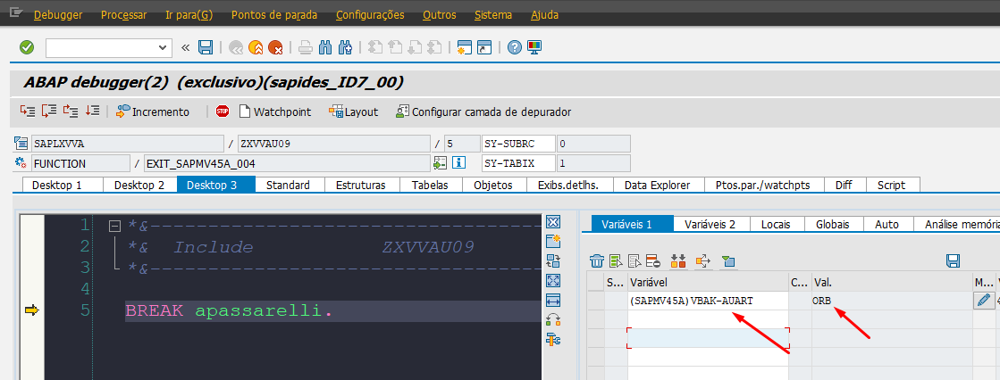 Debugger Processar Ir para(G) Pontos de parada Configurações Outros Sistema Ajuda
ABAP debugger(2) (exclusivo)(sapides_ID7_00)
Incremento STOP Watchpoint Layout Configurar camada de depurador
SAPLXVVA / ZXVVAU09 / 5 SY-SUBRC 0
FUNCTION / EXIT_SAPMV45A_004 SY-TABIX 1
Desktop 1 Desktop 2 Desktop 3 Standard Estruturas Tabelas Objetos Exibs.detlhs. Data Explorer Ptos.par./watchpts Diff Script
Variáveis 1 Variáveis 2 Locais Globais Auto Análise memória
S... Variável C... Val. M...
(SAPMV45A)VBAK-AUART ORB
1 *&---------------------------------
2 *& Include ZXVVAU09
3 *&---------------------------------
4
5 BREAK apassarelli.